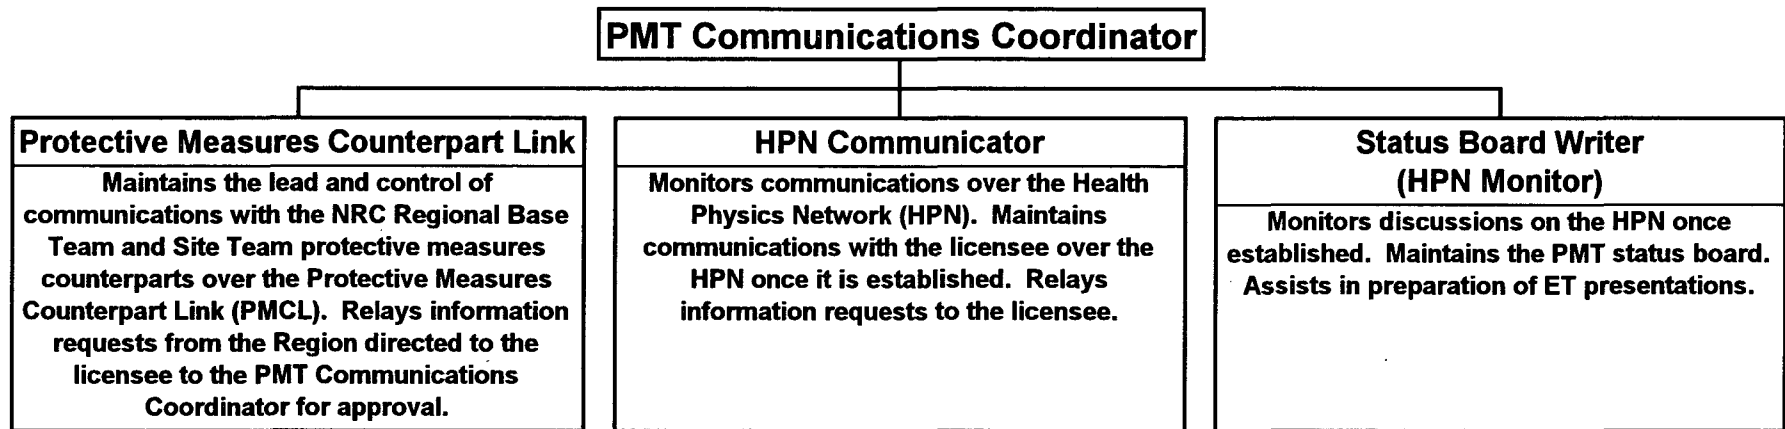 PMT Communications Coordinator
Protective Measures Counterpart Link
Maintains the lead and control of
communications with the NRC Regional Base
Team and Site Team protective measures
counterparts over the Protective Measures
Counterpart Link (PMCL). Relays information
requests from the Region directed to the
licensee to the PMT Communications
Coordinator for approval.
HPN Communicator
Monitors communications over the Health
Physics Network (HPN). Maintains
communications with the licensee over the
HPN once it is established. Relays
information requests to the licensee.
Status Board Writer
(HPN Monitor)
Monitors discussions on the HPN once
established. Maintains the PMT status board.
Assists in preparation of ET presentations.